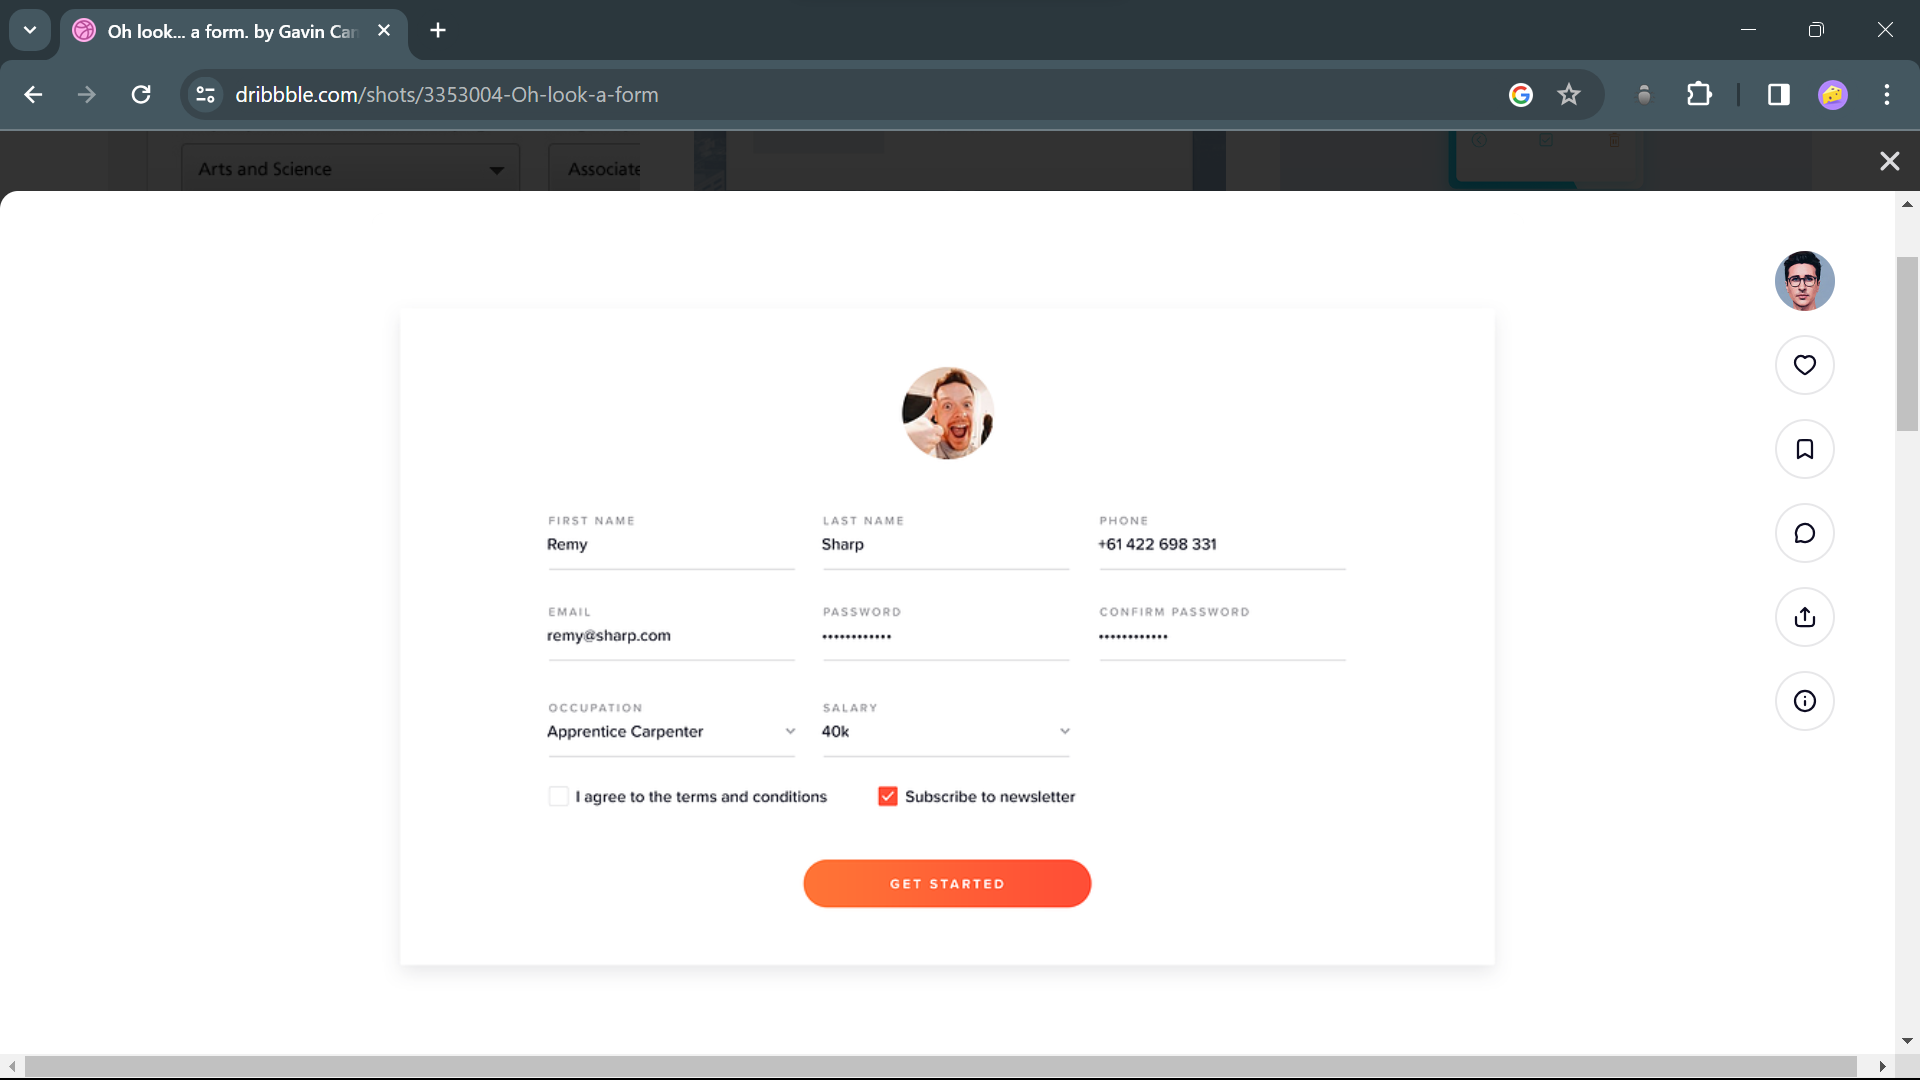 Oh look... a form. by Gavin Can
dribbble.com/shots/3353004-Oh-look-a-form
Arts and Science
Associate
FIRST NAME
LAST NAME
PHONE
Remy
Sharp
+61 422 698 331
EMAIL
PASSWORD
CONFIRM PASSWORD
remy@sharp.com
••••••••••••
••••••••••••
OCCUPATION
SALARY
Apprentice Carpenter
40k
I agree to the terms and conditions
Subscribe to newsletter
GET STARTED